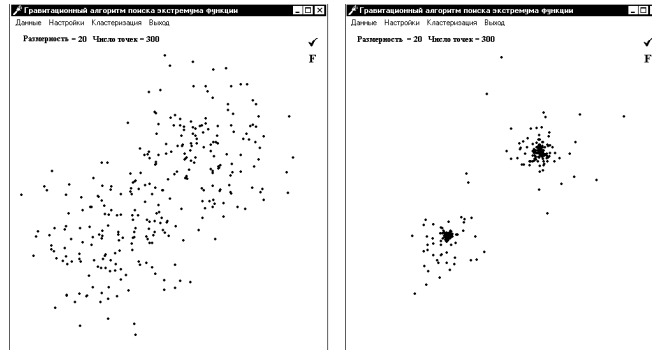 Гравитационный алгоритм поиска экстремума функции
Данные Настройки Кластеризация Выход
Размерность = 20 Число точек = 300
F
Гравитационный алгоритм поиска экстремума функции
Данные Настройки Кластеризация Выход
Размерность = 20 Число точек = 300
F